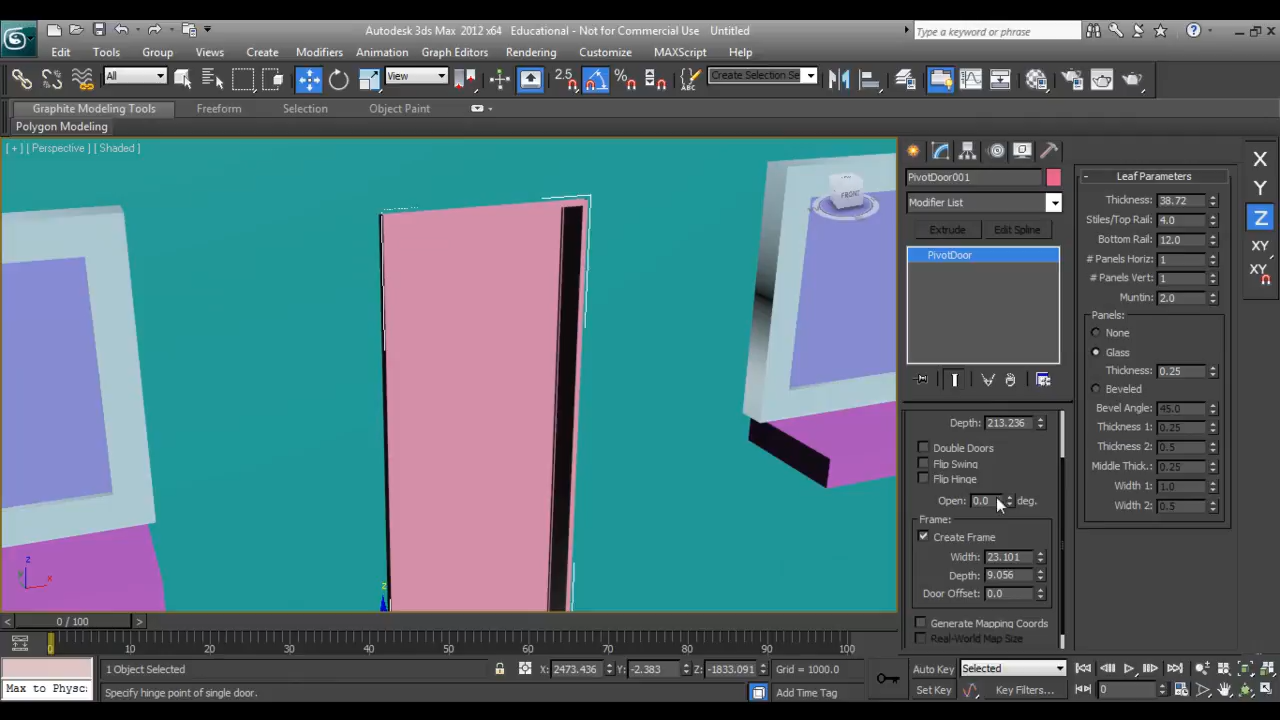 Autodesk 3ds Max 2012 x64 Educational - Not for Commercial Use Untitled
Type a keyword or phrase
Edit Tools Group Views Create Modifiers Animation Graph Editors Rendering Customize MAXScript Help
All View 2.5 Create Selection Se
Graphite Modeling Tools Freeform Selection Object Paint
Polygon Modeling
[ + ] [ Perspective ] [ Shaded ]
FRONT
z
x
z
PivotDoor001
Modifier List
Extrude Edit Spline
PivotDoor
Depth: 213.236
Double Doors
Flip Swing
Flip Hinge
Open: 0.0 deg.
Frame:
Create Frame
Width: 23.101
Depth: 9.056
Door Offset: 0.0
Generate Mapping Coords
Real-World Map Size
- Leaf Parameters
Thickness: 38.72
Stiles/Top Rail: 4.0
Bottom Rail: 12.0
# Panels Horiz: 1
# Panels Vert: 1
Muntin: 2.0
Panels:
None
Glass
Thickness: 0.25
Beveled
Bevel Angle: 45.0
Thickness 1: 0.25
Thickness 2: 0.5
Middle Thick.: 0.25
Width 1: 1.0
Width 2: 0.5
X
Y
Z
XY
XY
< 0 / 100 >
0 10 20 30 40 50 60 70 80 90 100
1 Object Selected X: 2473.436 Y: -2.383 Z: -1833.091 Grid = 1000.0 Auto Key Selected
Max to Physc: Specify hinge point of single door. Add Time Tag Set Key Key Filters... 0